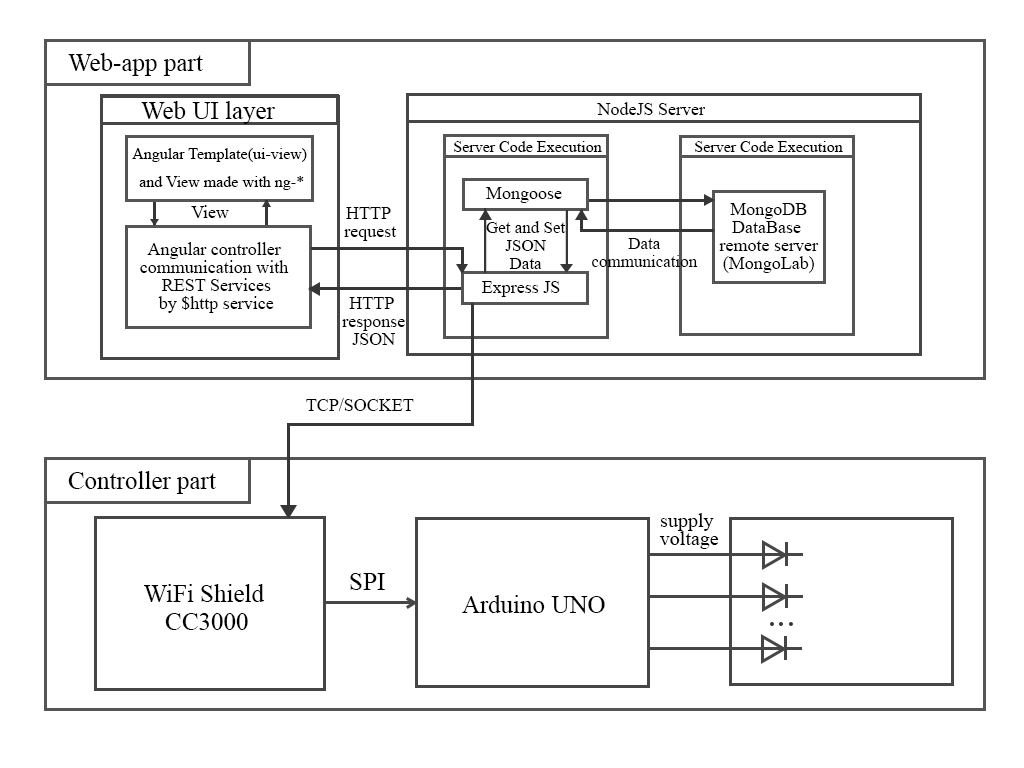 Web-app part
Web UI layer
Angular Template(ui-view)
and View made with ng-*
View
Angular controller
communication with
REST Services
by $http service
HTTP
request
HTTP
response
JSON
NodeJS Server
Server Code Execution
Mongoose
Get and Set
JSON
Data
Express JS
Data
communication
Server Code Execution
MongoDB
DataBase
remote server
(MongoLab)
TCP/SOCKET
Controller part
WiFi Shield
CC3000
SPI
Arduino UNO
supply
voltage
...